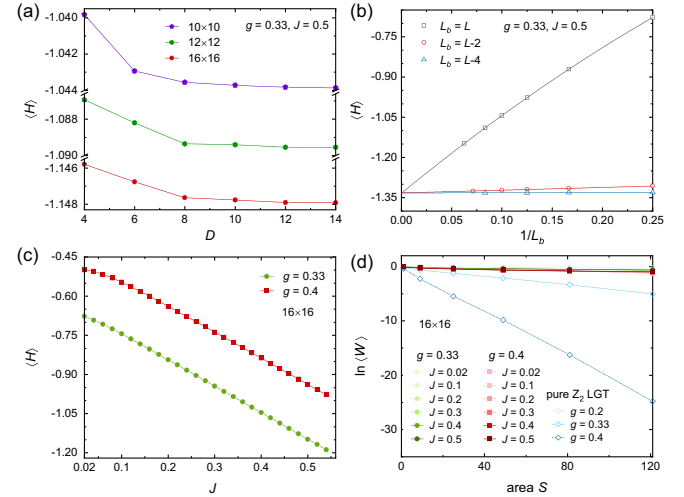 (a)
g = 0.33, J = 0.5
10×10
12×12
16×16
-1.040
-1.042
-1.044
-1.088
-1.090
-1.146
-1.148
⟨H⟩
4 6 8 10 12 14
D
(b)
L_b = L
L_b = L-2
L_b = L-4
g = 0.33, J = 0.5
-0.75
-0.90
-1.05
-1.20
-1.35
⟨H⟩
0.00 0.05 0.10 0.15 0.20 0.25
1/L_b
(c)
g = 0.33
g = 0.4
16×16
-0.45
-0.60
-0.75
-0.90
-1.05
-1.20
⟨H⟩
0.02 0.1 0.2 0.3 0.4 0.5
J
(d)
16×16
g = 0.33 g = 0.4
J = 0.02 J = 0.02
J = 0.1 J = 0.1
J = 0.2 J = 0.2
J = 0.3 J = 0.3
J = 0.4 J = 0.4
J = 0.5 J = 0.5
pure Z₂ LGT
g = 0.2
g = 0.33
g = 0.4
0
-10
-20
-30
ln ⟨W⟩
0 30 60 90 120
area S